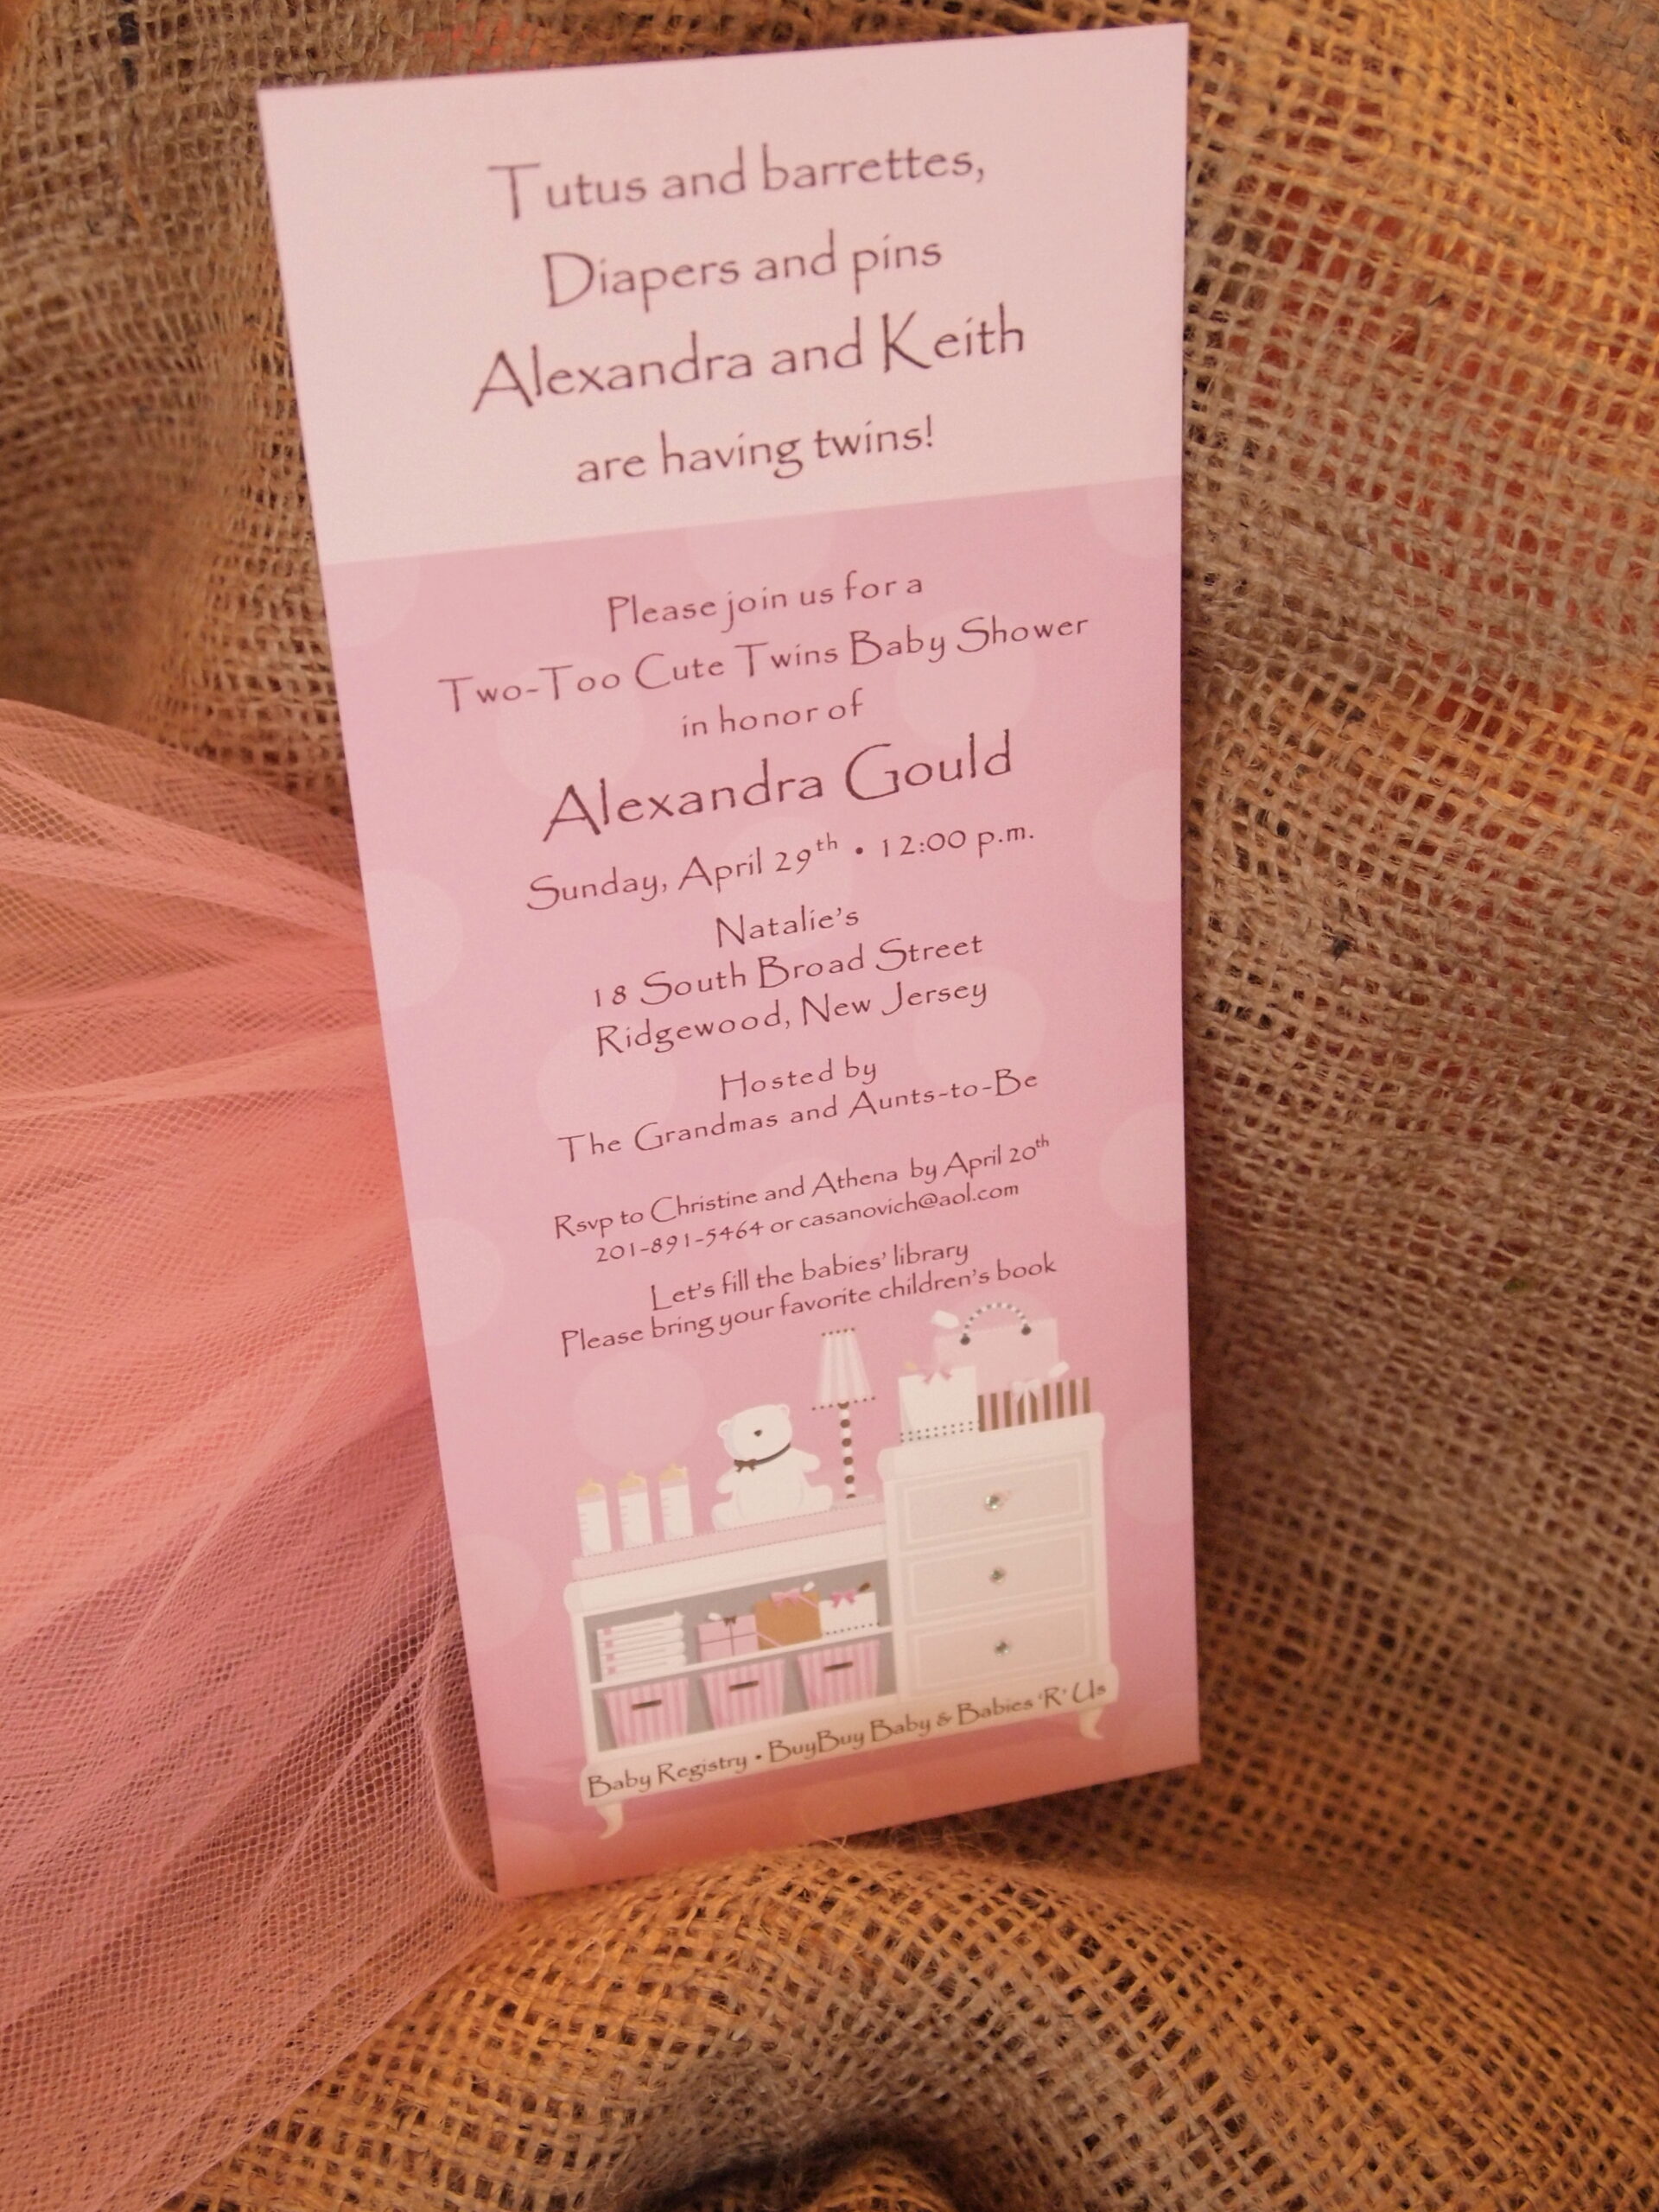 Tutus and barrettes,
Diapers and pins
Alexandra and Keith
are having twins!
Please join us for a
Two-Too Cute Twins Baby Shower
in honor of
Alexandra Gould
Sunday, April 29th • 12:00 p.m.
Natalie's
18 South Broad Street
Ridgewood, New Jersey
Hosted by
The Grandmas and Aunts-to-Be
Rsvp to Christine and Athena by April 20th
201-891-5464 or casanovich@aol.com
Let's fill the babies' library
Please bring your favorite children's book
Baby Registry • BuyBuy Baby & Babies 'R' Us